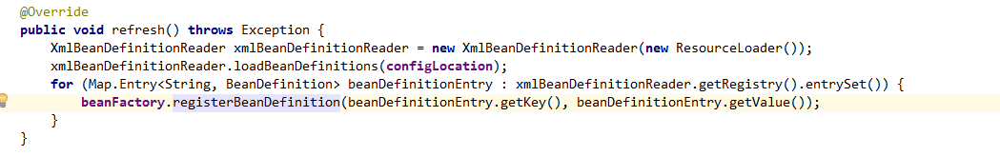 @Override
public void refresh() throws Exception {
    XmlBeanDefinitionReader xmlBeanDefinitionReader = new XmlBeanDefinitionReader(new ResourceLoader());
    xmlBeanDefinitionReader.loadBeanDefinitions(configLocation);
    for (Map.Entry<String, BeanDefinition> beanDefinitionEntry : xmlBeanDefinitionReader.getRegistry().entrySet()) {
        beanFactory.registerBeanDefinition(beanDefinitionEntry.getKey(), beanDefinitionEntry.getValue());
    }
}